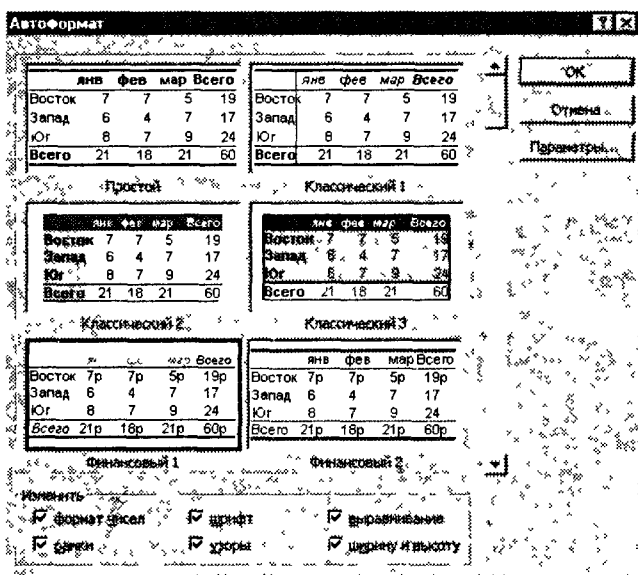 АвтоФормат
янв фев мар Всего
Восток 7 7 5 19
Запад 6 4 7 17
Юг 8 7 9 24
Всего 21 18 21 60
Простой
янв фев мар Всего
Восток 7 7 5 19
Запад 6 4 7 17
Юг 8 7 9 24
Всего 21 18 21 60
Классический 1
янв фев мар Всего
Восток 7 7 5 19
Запад 6 4 7 17
Юг 8 7 9 24
Всего 21 18 21 60
Классический 2
янв фев мар Всего
Восток 7 7 5 19
Запад 6 4 7 17
Юг 8 7 9 24
Всего 21 18 21 60
Классический 3
мар Всего
Восток 7р 7р 5р 19р
Запад 6 4 7 17
Юг 8 7 9 24
Всего 21р 18р 21р 60р
Финансовый 1
янв фев мар Всего
Восток 7р 7р 5р 19р
Запад 6 4 7 17
Юг 8 7 9 24
Всего 21р 18р 21р 60р
Финансовый 2
OK
Отмена
Параметры...
Изменить
формат чисел шрифт выравнивание
рамки узоры ширину и высоту